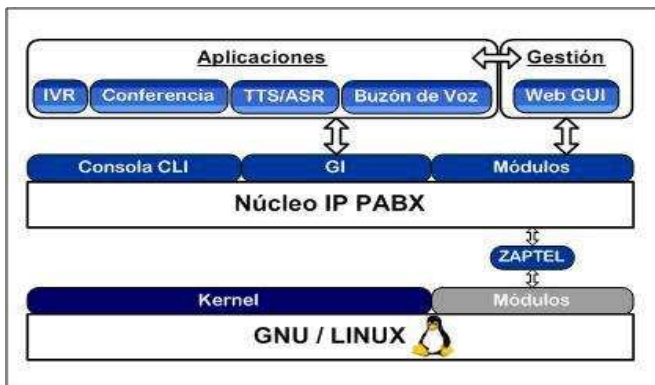 Aplicaciones
Gestión
IVR
Conferencia
TTS/ASR
Buzón de Voz
Web GUI
Consola CLI
GI
Módulos
Núcleo IP PABX
ZAPTEL
Kernel
Módulos
GNU / LINUX